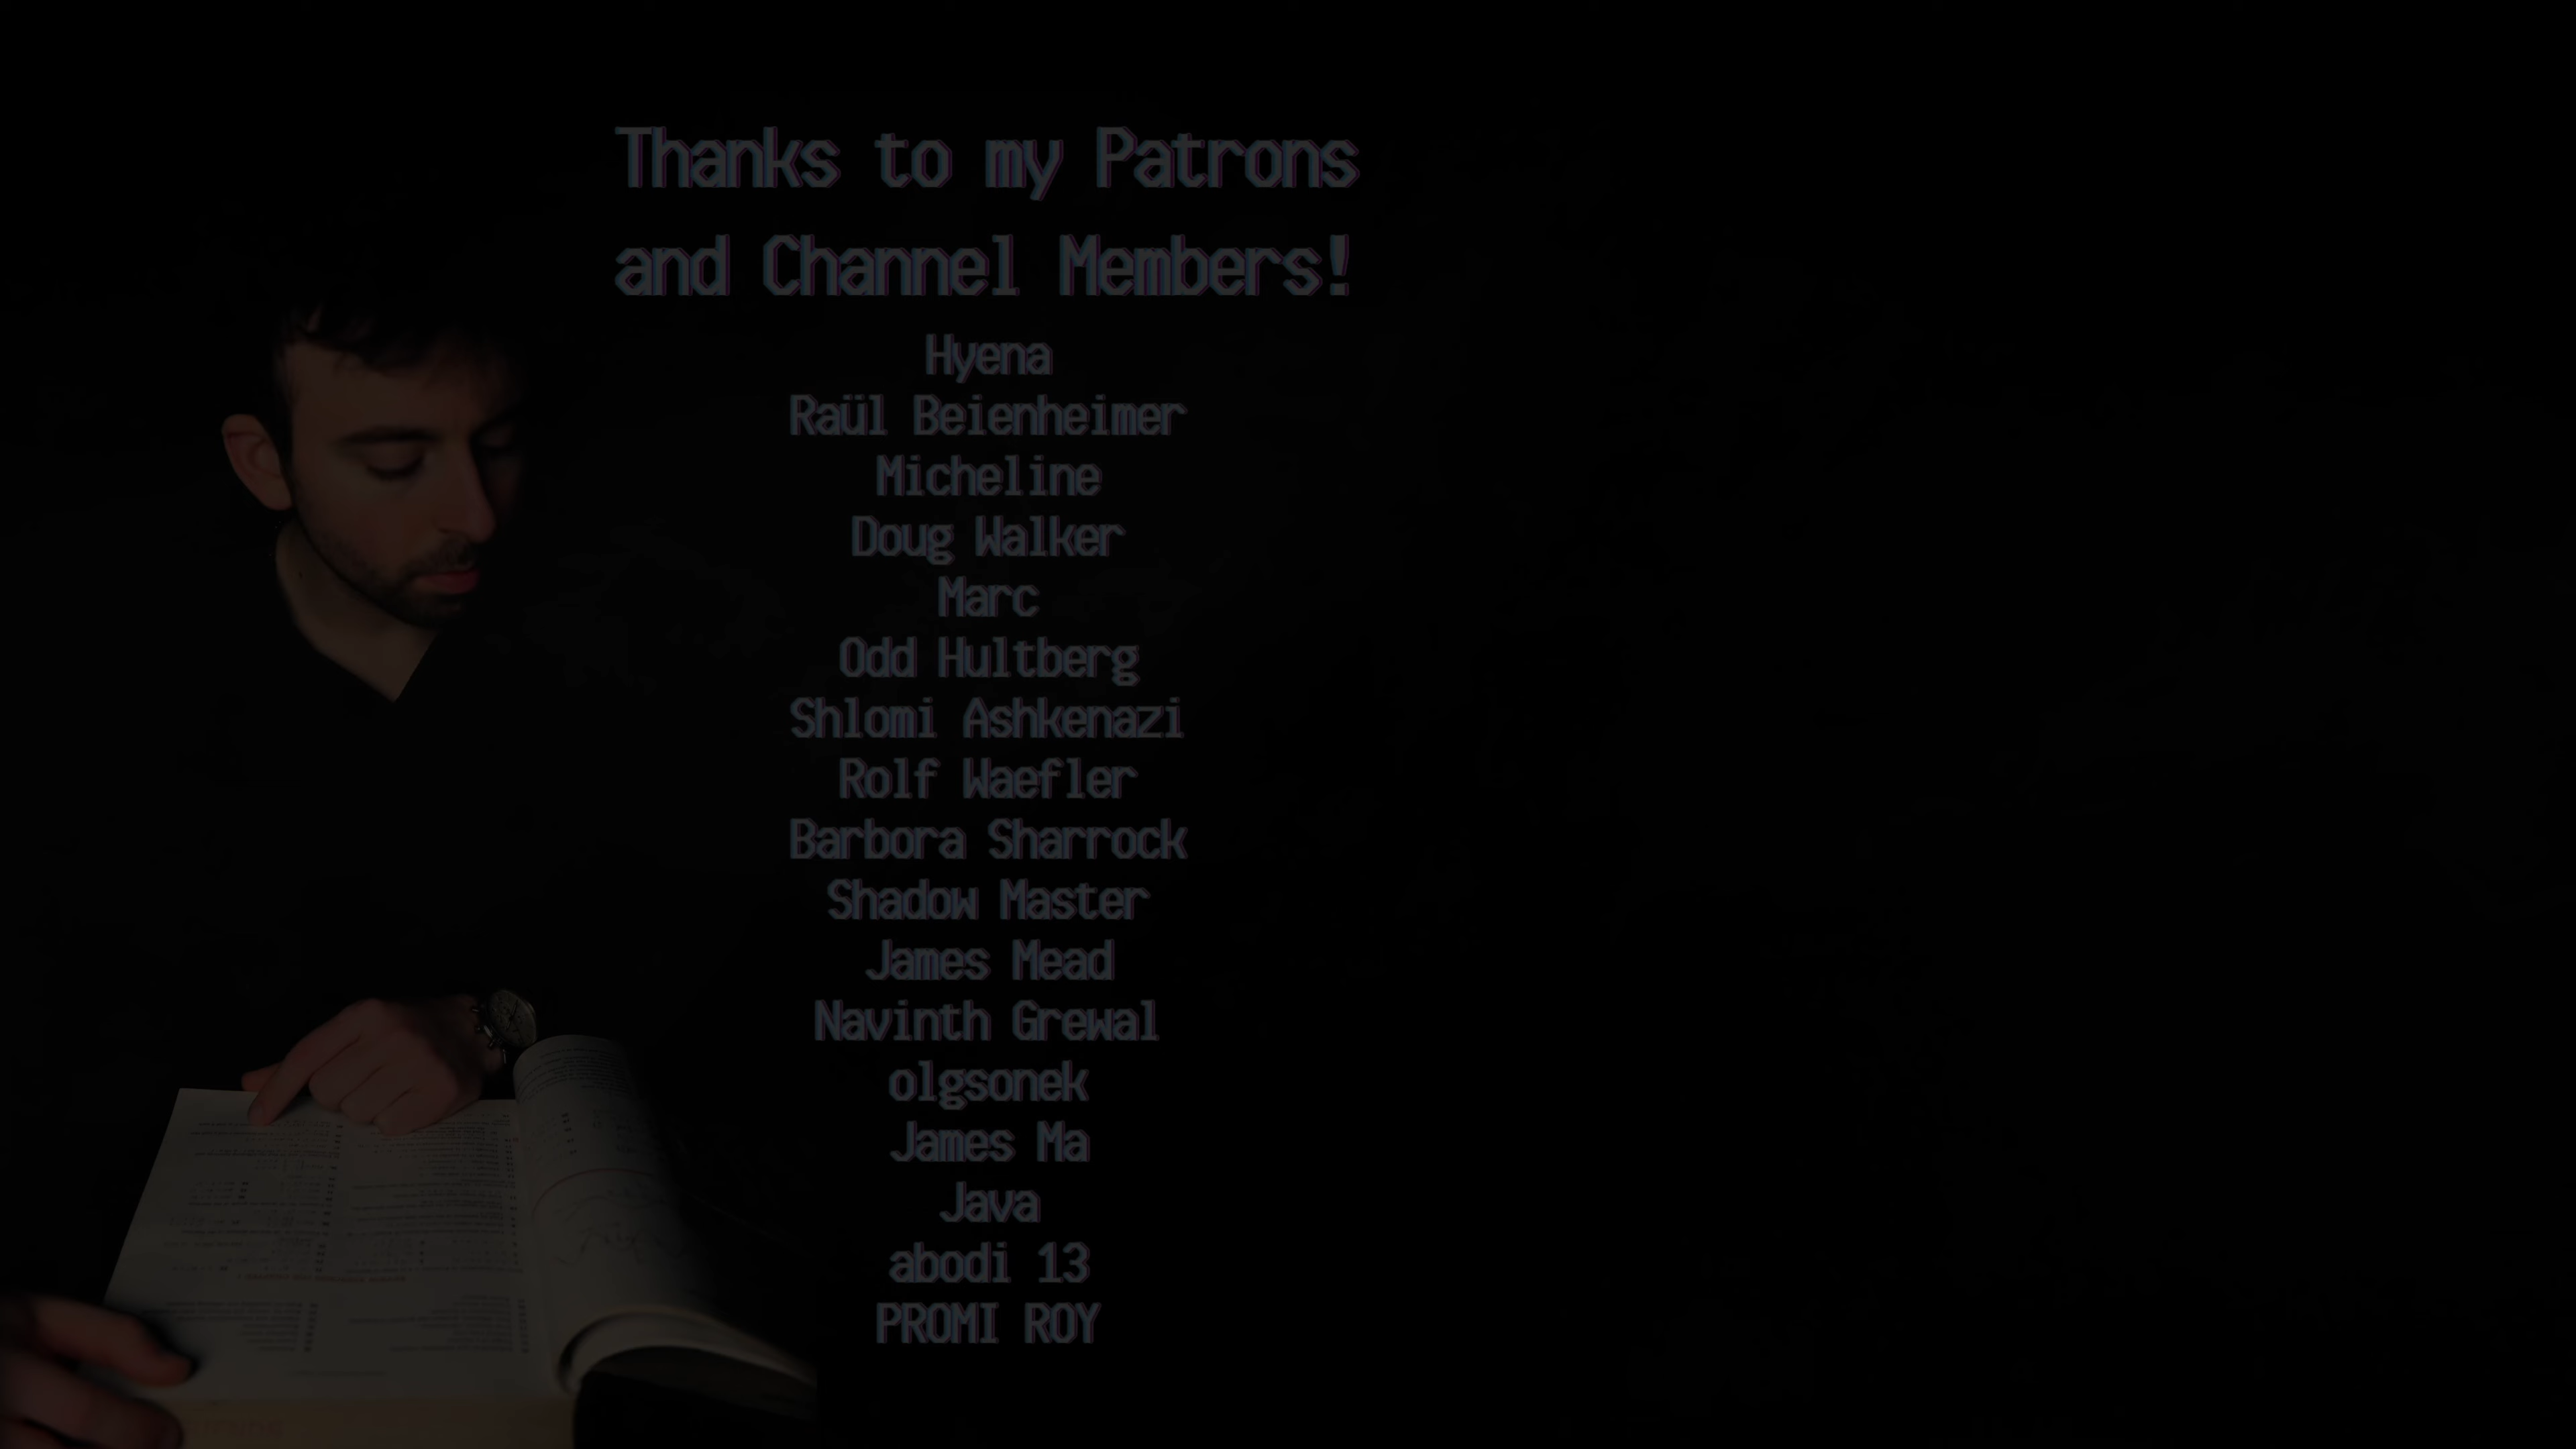 Thanks to my Patrons
and Channel Members!
Hyena
Raül Beienheimer
Micheline
Doug Walker
Marc
Odd Hultberg
Shlomi Ashkenazi
Rolf Waefler
Barbora Sharrock
Shadow Master
James Mead
Navinth Grewal
olgsonek
James Ma
Java
abodi 13
PROMI ROY